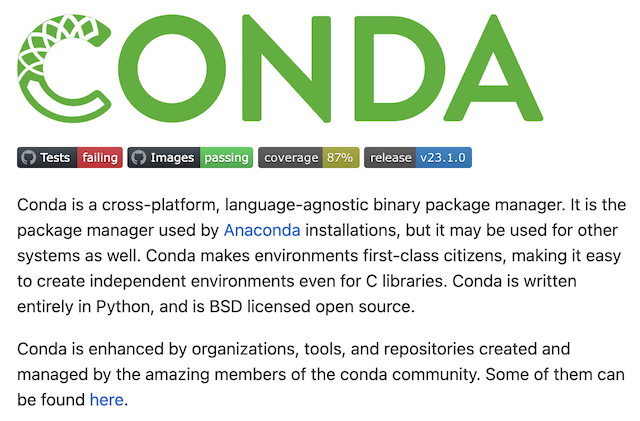 CONDA
Tests failing Images passing coverage 87% release v23.1.0
Conda is a cross-platform, language-agnostic binary package manager. It is the
package manager used by Anaconda installations, but it may be used for other
systems as well. Conda makes environments first-class citizens, making it easy
to create independent environments even for C libraries. Conda is written
entirely in Python, and is BSD licensed open source.
Conda is enhanced by organizations, tools, and repositories created and
managed by the amazing members of the conda community. Some of them can
be found here.